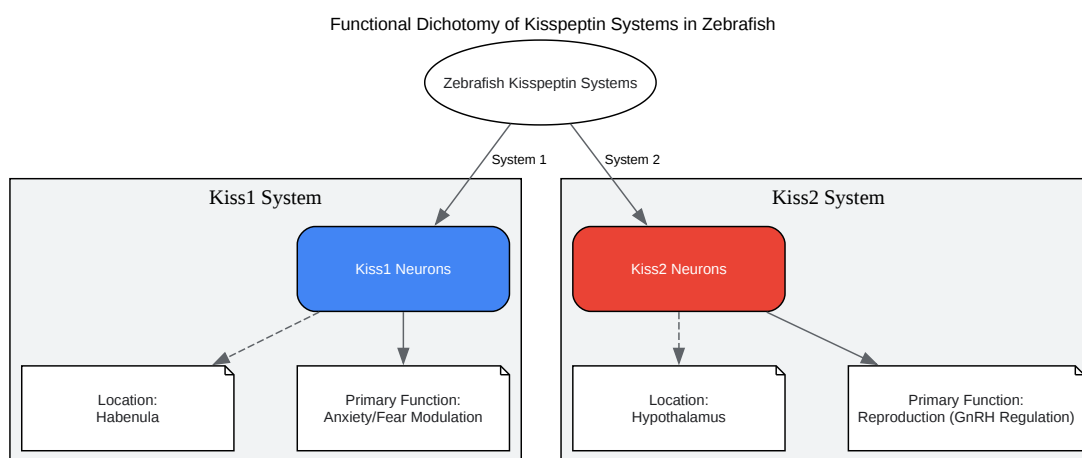 Functional Dichotomy of Kisspeptin Systems in Zebrafish
Zebrafish Kisspeptin Systems
System 1
System 2
Kiss1 System
Kiss2 System
Kiss1 Neurons
Kiss2 Neurons
Location:
Habenula
Primary Function:
Anxiety/Fear Modulation
Location:
Hypothalamus
Primary Function:
Reproduction (GnRH Regulation)